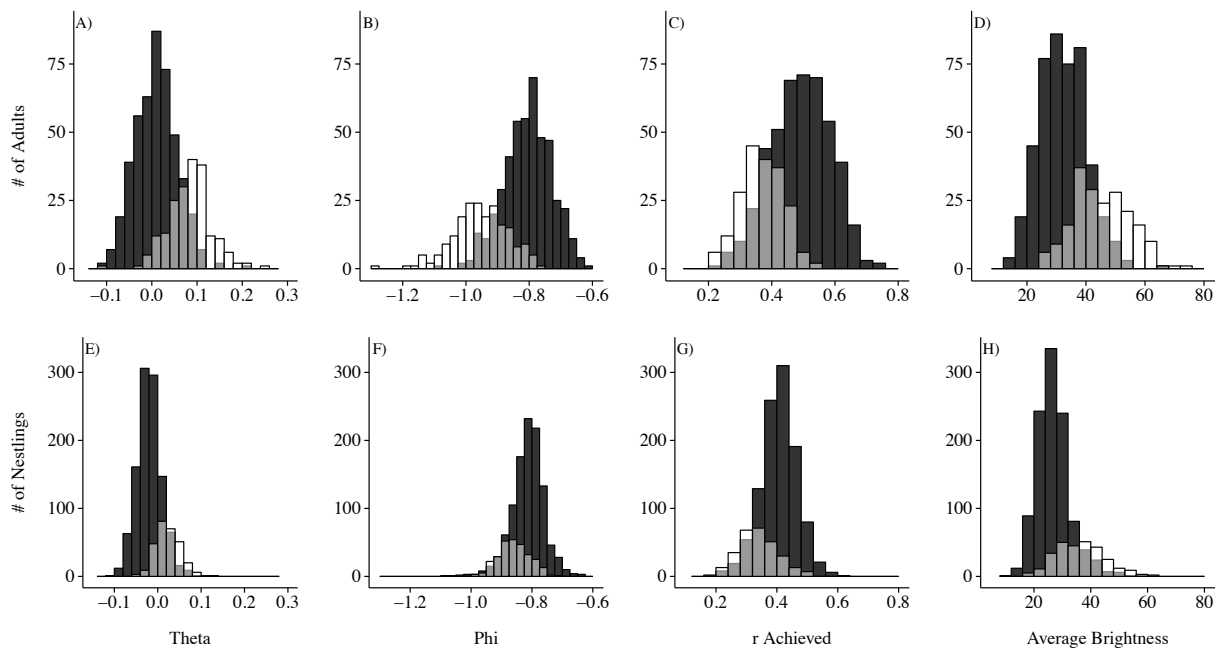 A)
B)
C)
D)
# of Adults
75
50
25
0
75
50
25
0
75
50
25
0
75
50
25
0
−0.1 0.0 0.1 0.2 0.3
−1.2 −1.0 −0.8 −0.6
0.2 0.4 0.6 0.8
20 40 60 80
E)
F)
G)
H)
# of Nestlings
300
200
100
0
300
200
100
0
300
200
100
0
300
200
100
0
−0.1 0.0 0.1 0.2 0.3
−1.2 −1.0 −0.8 −0.6
0.2 0.4 0.6 0.8
20 40 60 80
Theta
Phi
r Achieved
Average Brightness